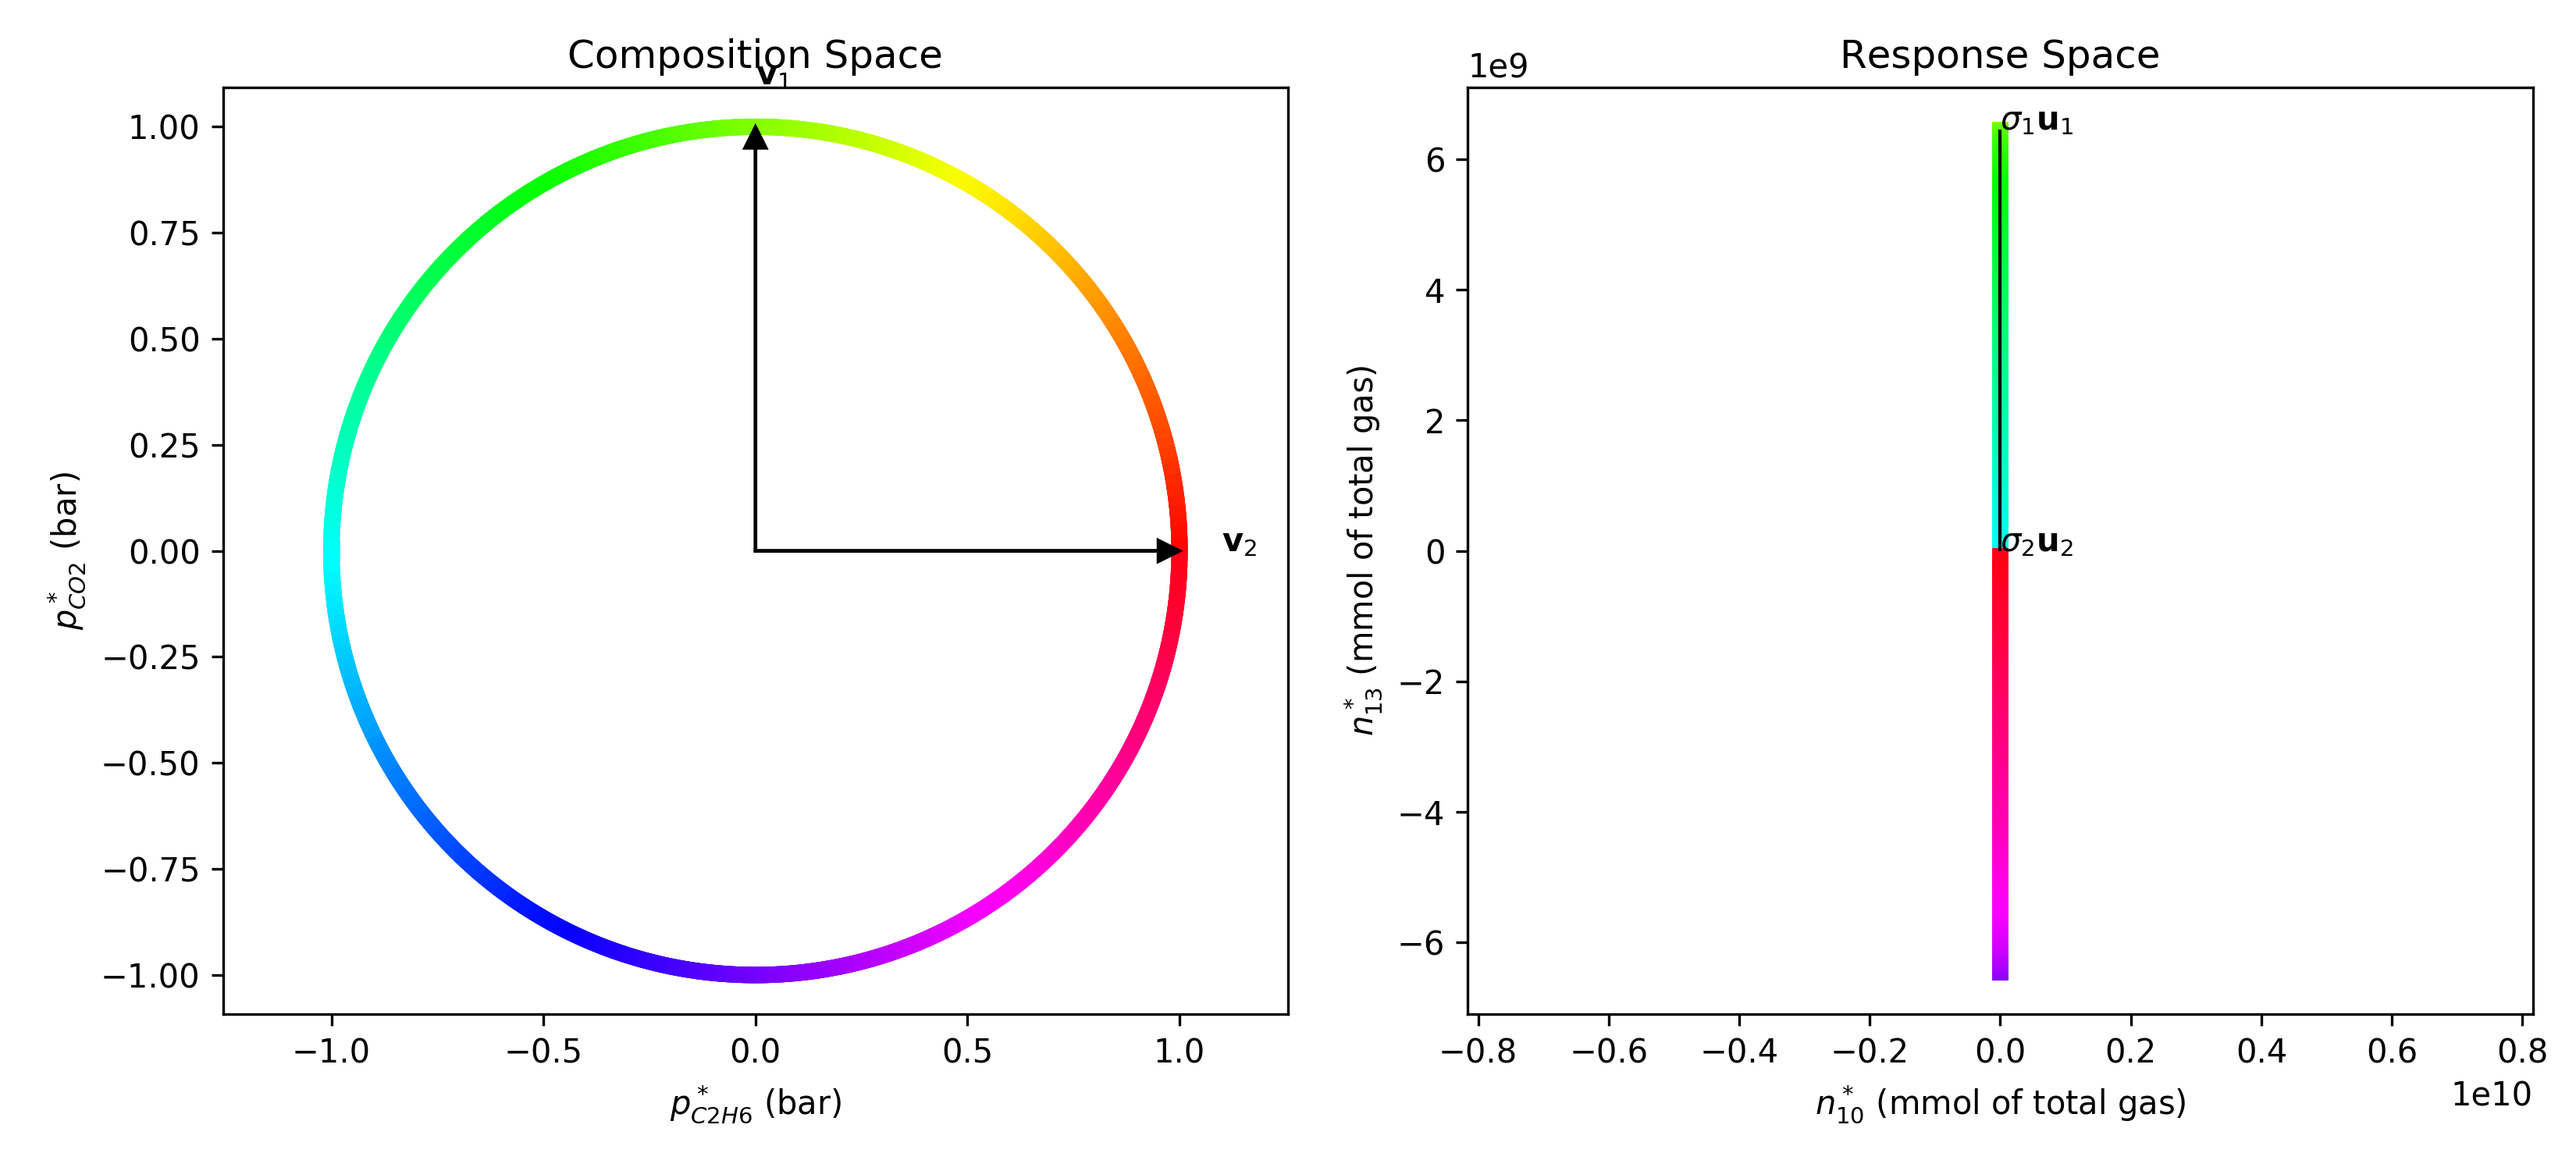 Composition Space
v₁
1.00
0.75
0.50
0.25
0.00
−0.25
−0.50
−0.75
−1.00
p*CO2 (bar)
v₂
−1.0 −0.5 0.0 0.5 1.0
p*C2H6 (bar)
Response Space
1e9
σ₁u₁
6
4
2
0
−2
−4
−6
n*13 (mmol of total gas)
σ₂u₂
−0.8 −0.6 −0.4 −0.2 0.0 0.2 0.4 0.6 0.8
1e10
n*10 (mmol of total gas)